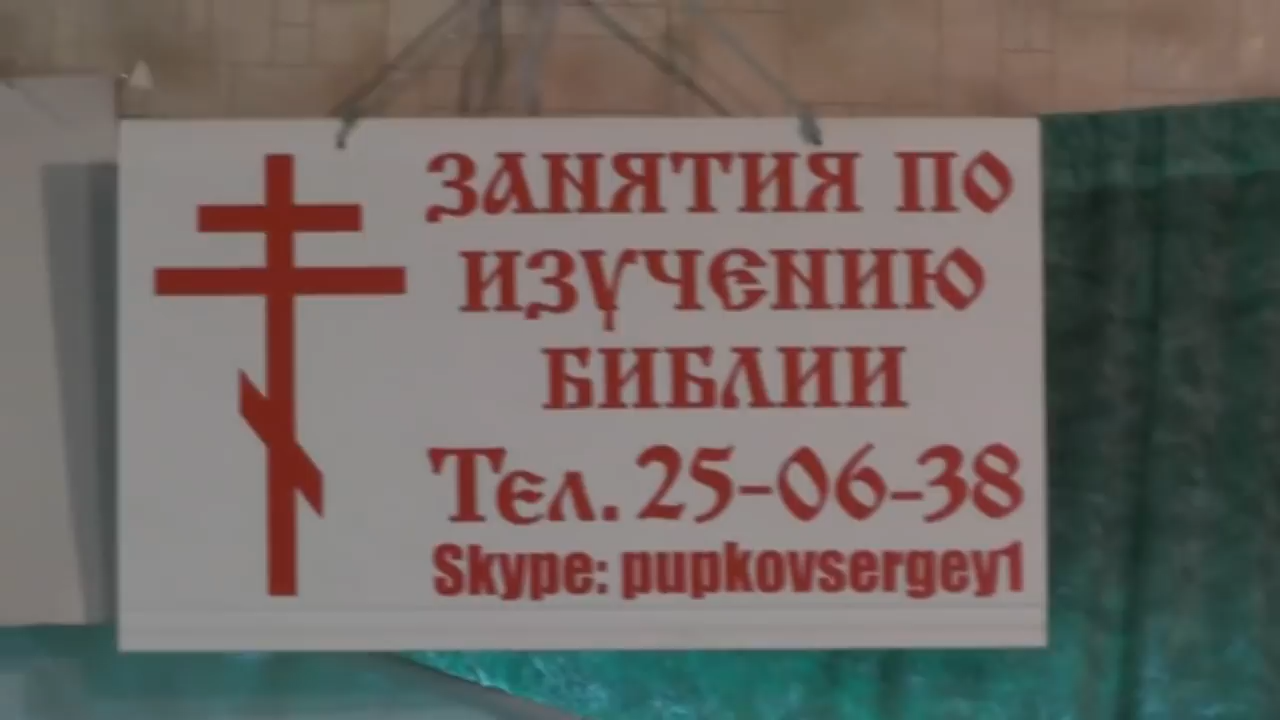 ЗАНЯТИЯ ПО
ИЗУЧЕНИЮ
БИБЛИИ
Тел. 25-06-38
Skype: pupkovsergey1